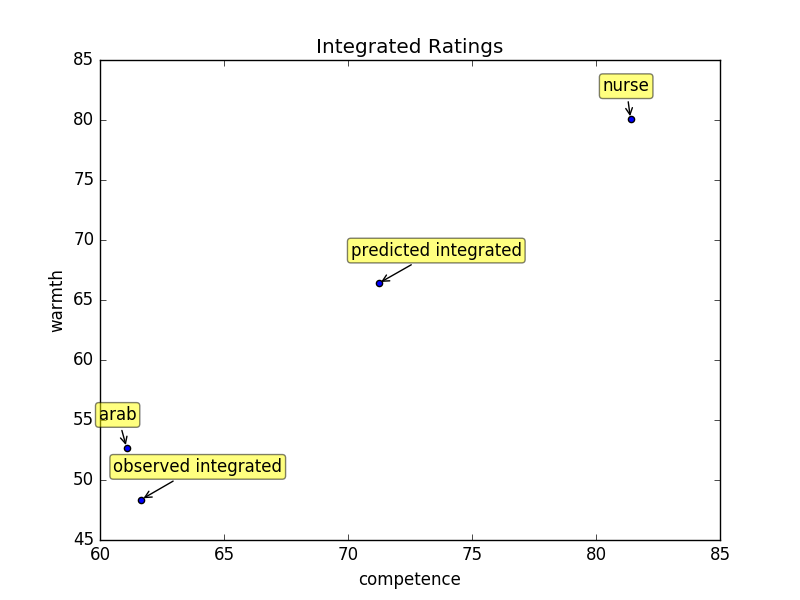 Integrated Ratings
85
nurse
80
75
70
predicted integrated
warmth
65
60
55
arab
observed integrated
50
45
60 65 70 75 80 85
competence